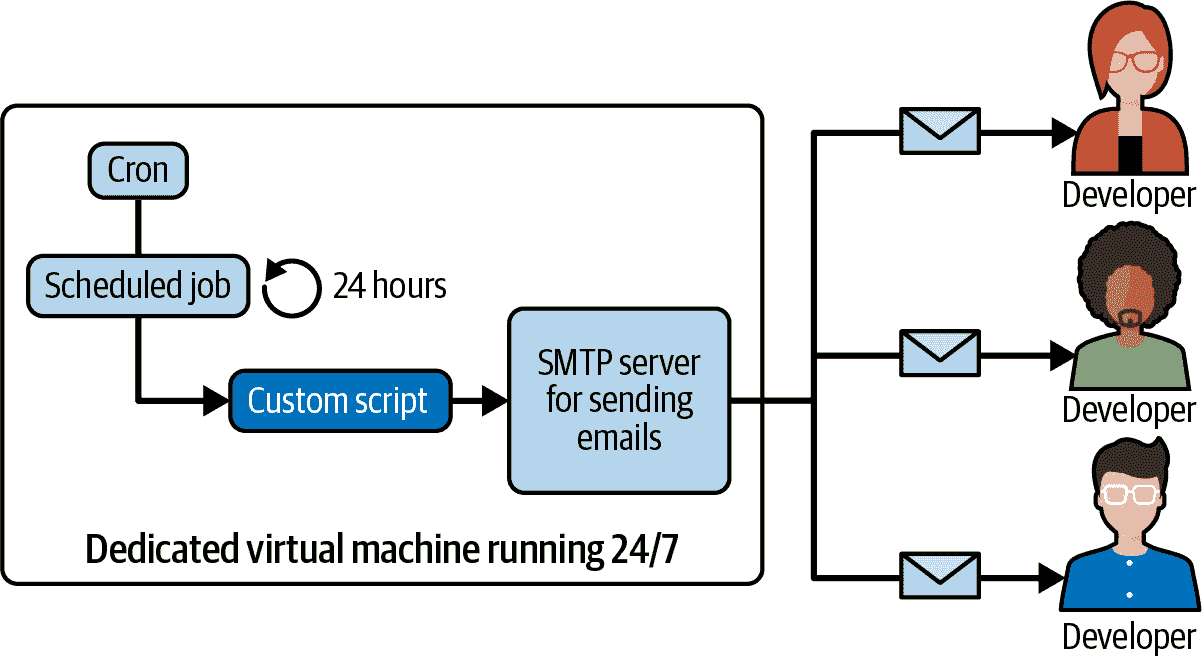 Cron
Scheduled job
24 hours
Custom script
SMTP server
for sending
emails
Dedicated virtual machine running 24/7
Developer
Developer
Developer